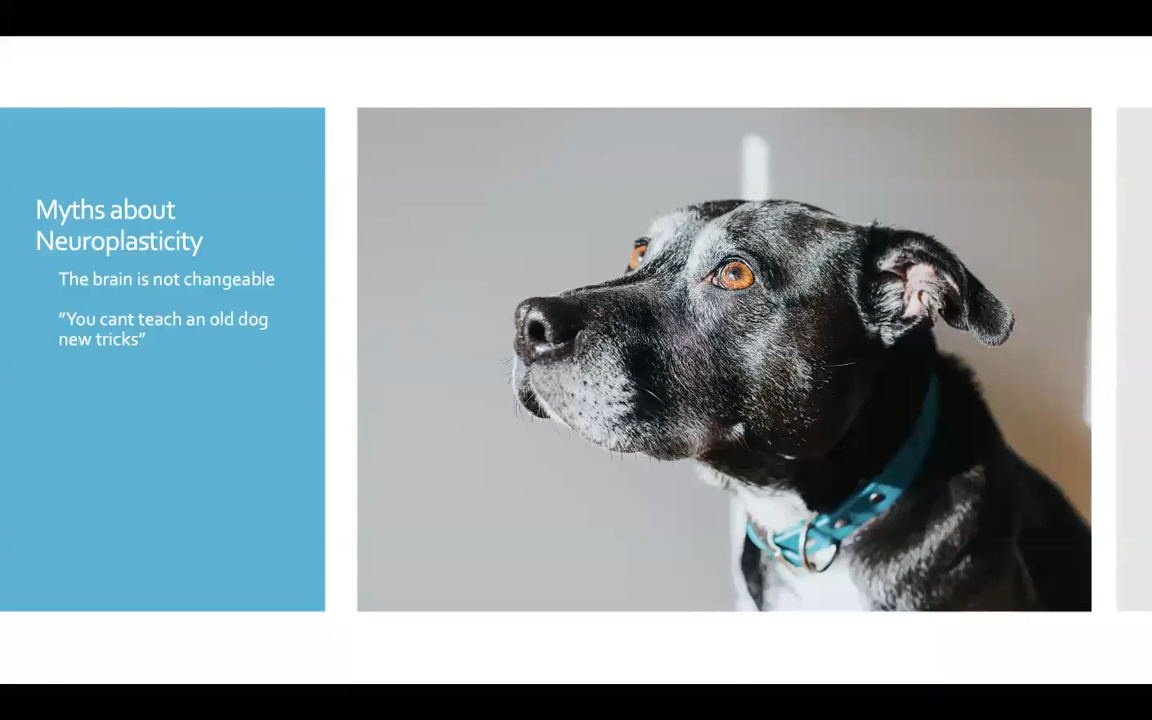 Myths about
Neuroplasticity
The brain is not changeable
“You cant teach an old dog
new tricks”